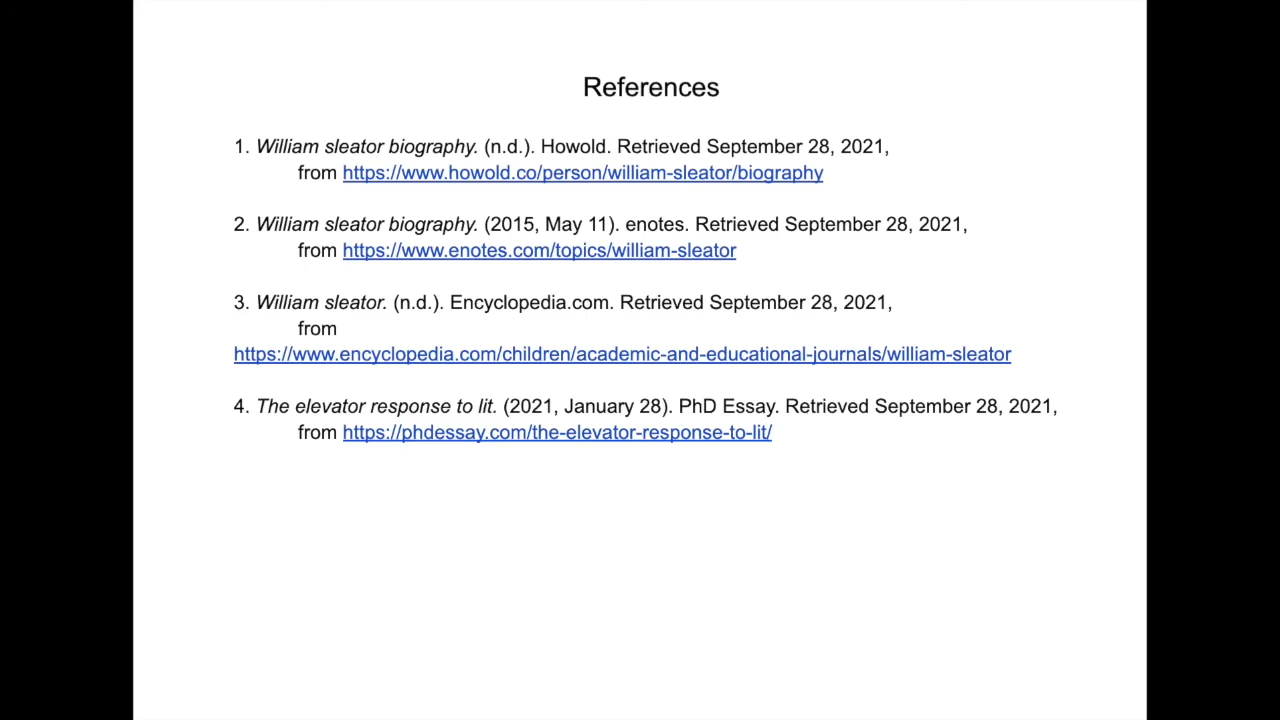 References
1. William sleator biography. (n.d.). Howold. Retrieved September 28, 2021,
from https://www.howold.co/person/william-sleator/biography
2. William sleator biography. (2015, May 11). enotes. Retrieved September 28, 2021,
from https://www.enotes.com/topics/william-sleator
3. William sleator. (n.d.). Encyclopedia.com. Retrieved September 28, 2021,
from
https://www.encyclopedia.com/children/academic-and-educational-journals/william-sleator
4. The elevator response to lit. (2021, January 28). PhD Essay. Retrieved September 28, 2021,
from https://phdessay.com/the-elevator-response-to-lit/